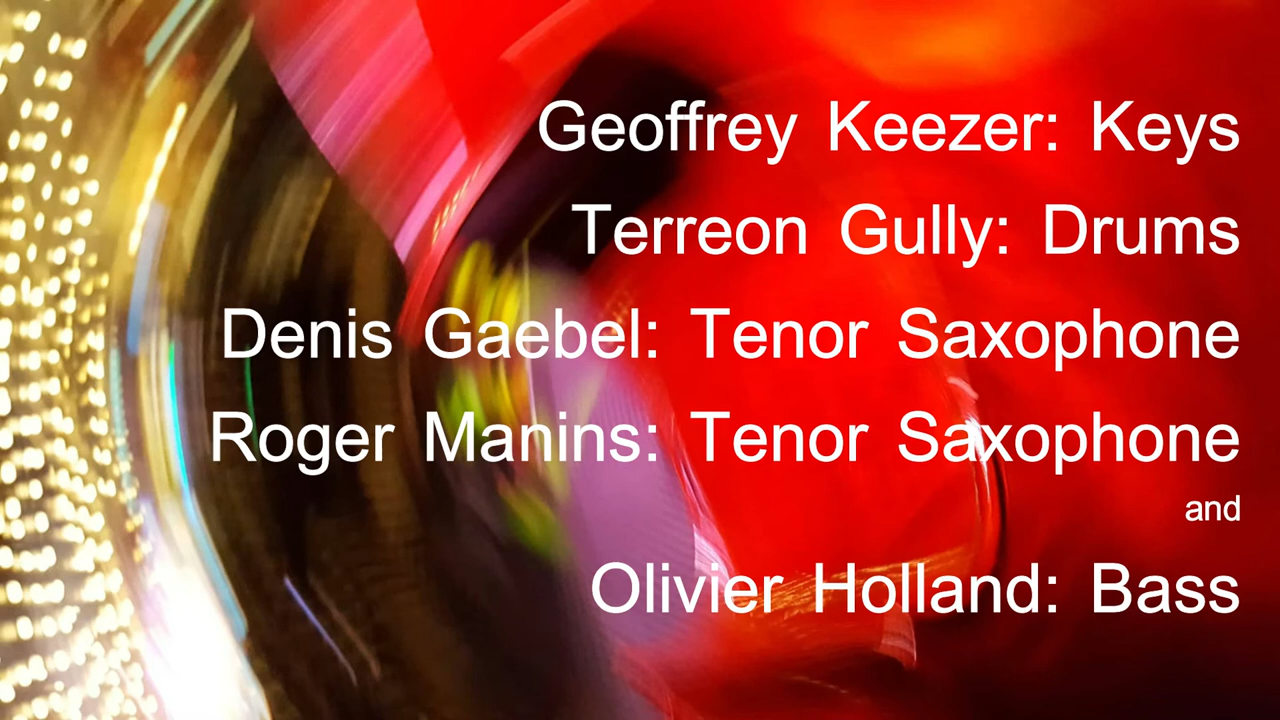 Geoffrey Keezer: Keys
Terreon Gully: Drums
Denis Gaebel: Tenor Saxophone
Roger Manins: Tenor Saxophone
and
Olivier Holland: Bass